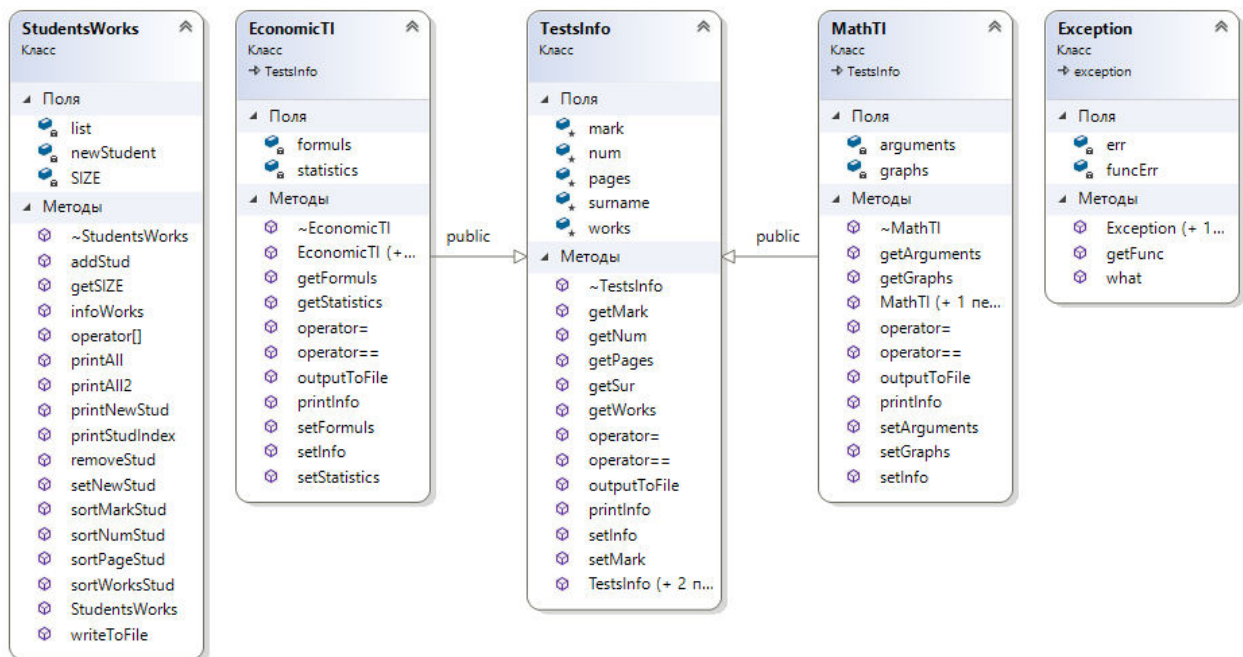 StudentsWorks
Класс
Поля
list
newStudent
SIZE
Методы
~StudentsWorks
addStud
getSIZE
infoWorks
operator[]
printAll
printAll2
printNewStud
printStudIndex
removeStud
setNewStud
sortMarkStud
sortNumStud
sortPageStud
sortWorksStud
StudentsWorks
writeToFile
EconomicTI
Класс
TestsInfo
Поля
formuls
statistics
Методы
~EconomicTI
EconomicTI (+...
getFormuls
getStatistics
operator=
operator==
outputToFile
printInfo
setFormuls
setInfo
setStatistics
public
TestsInfo
Класс
Поля
mark
num
pages
surname
works
Методы
~TestsInfo
getMark
getNum
getPages
getSur
getWorks
operator=
operator==
outputToFile
printInfo
setInfo
setMark
TestsInfo (+ 2 п...
public
MathTI
Класс
TestsInfo
Поля
arguments
graphs
Методы
~MathTI
getArguments
getGraphs
MathTI (+ 1 пе...
operator=
operator==
outputToFile
printInfo
setArguments
setGraphs
setInfo
Exception
Класс
exception
Поля
err
funcErr
Методы
Exception (+ 1...
getFunc
what